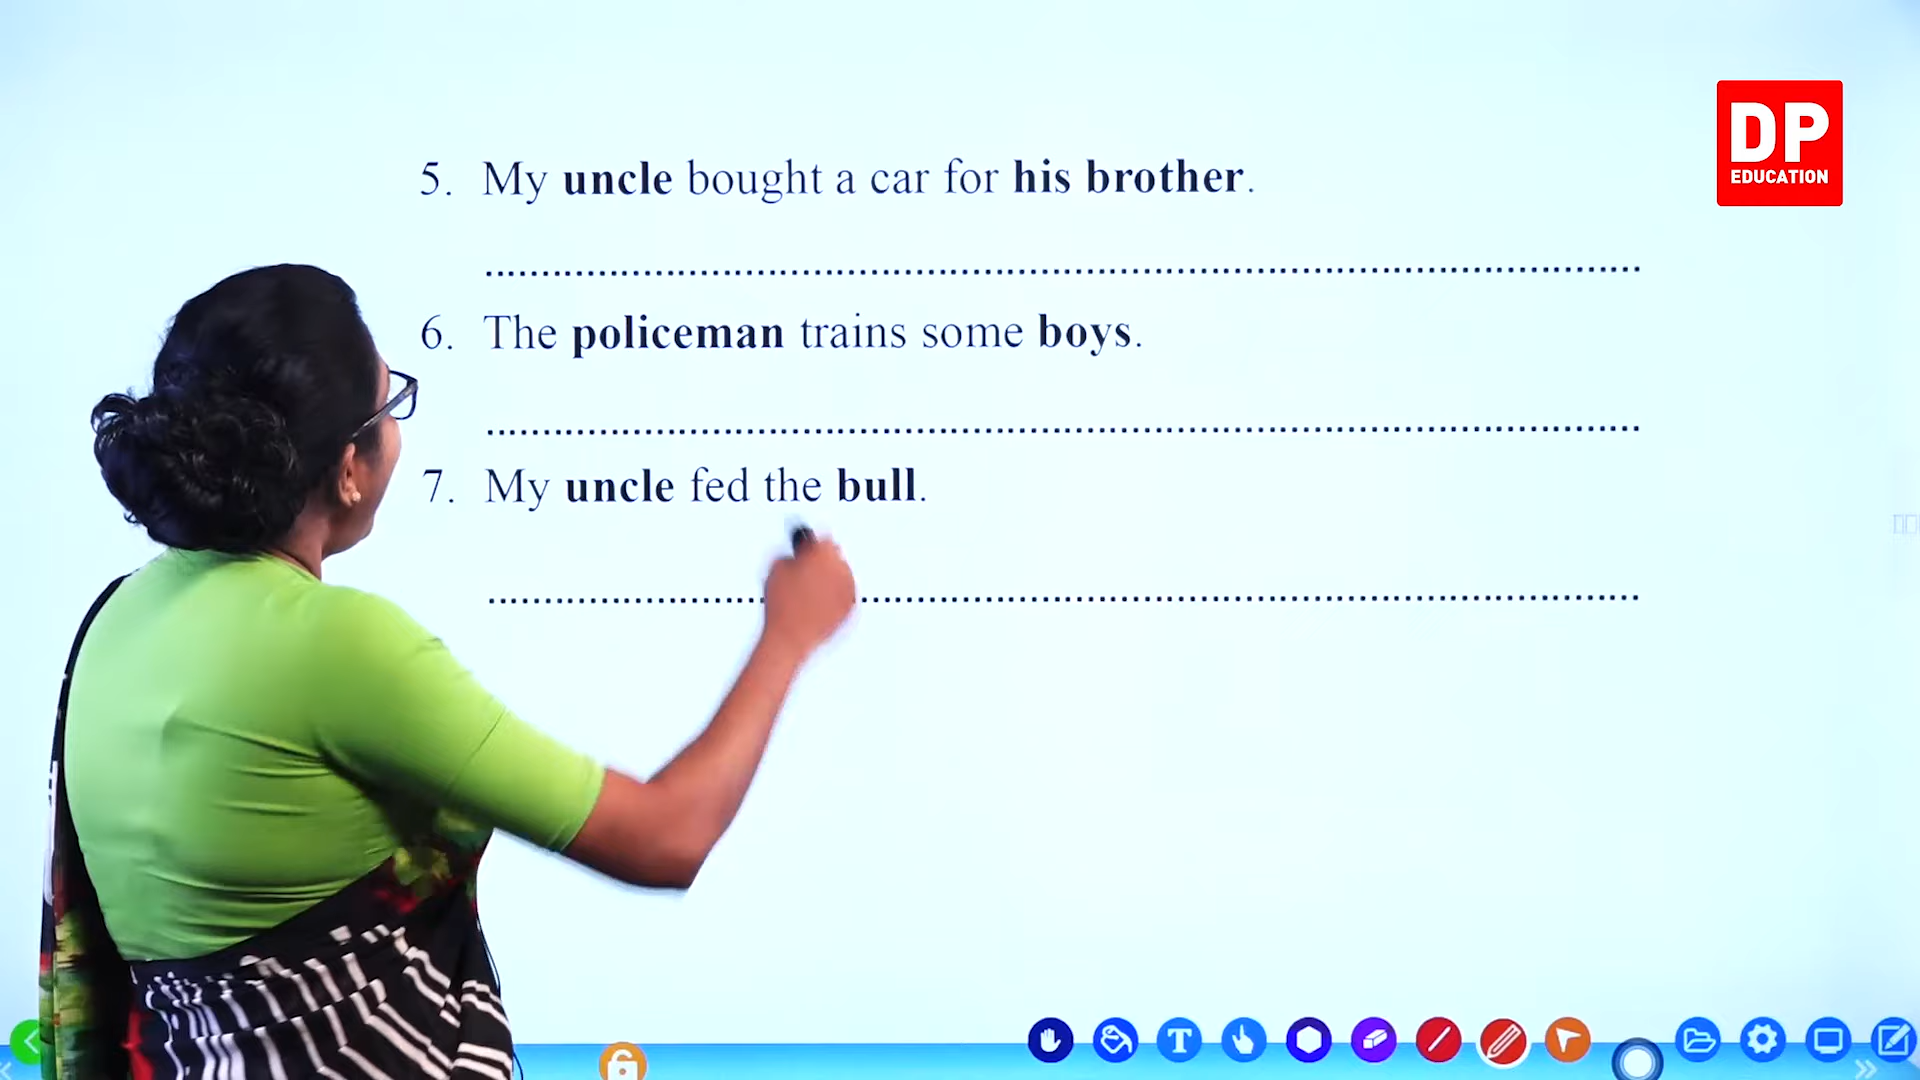 DP
EDUCATION
5. My uncle bought a car for his brother.
................................................................................
6. The policeman trains some boys.
................................................................................
7. My uncle fed the bull.
................................................................................
T